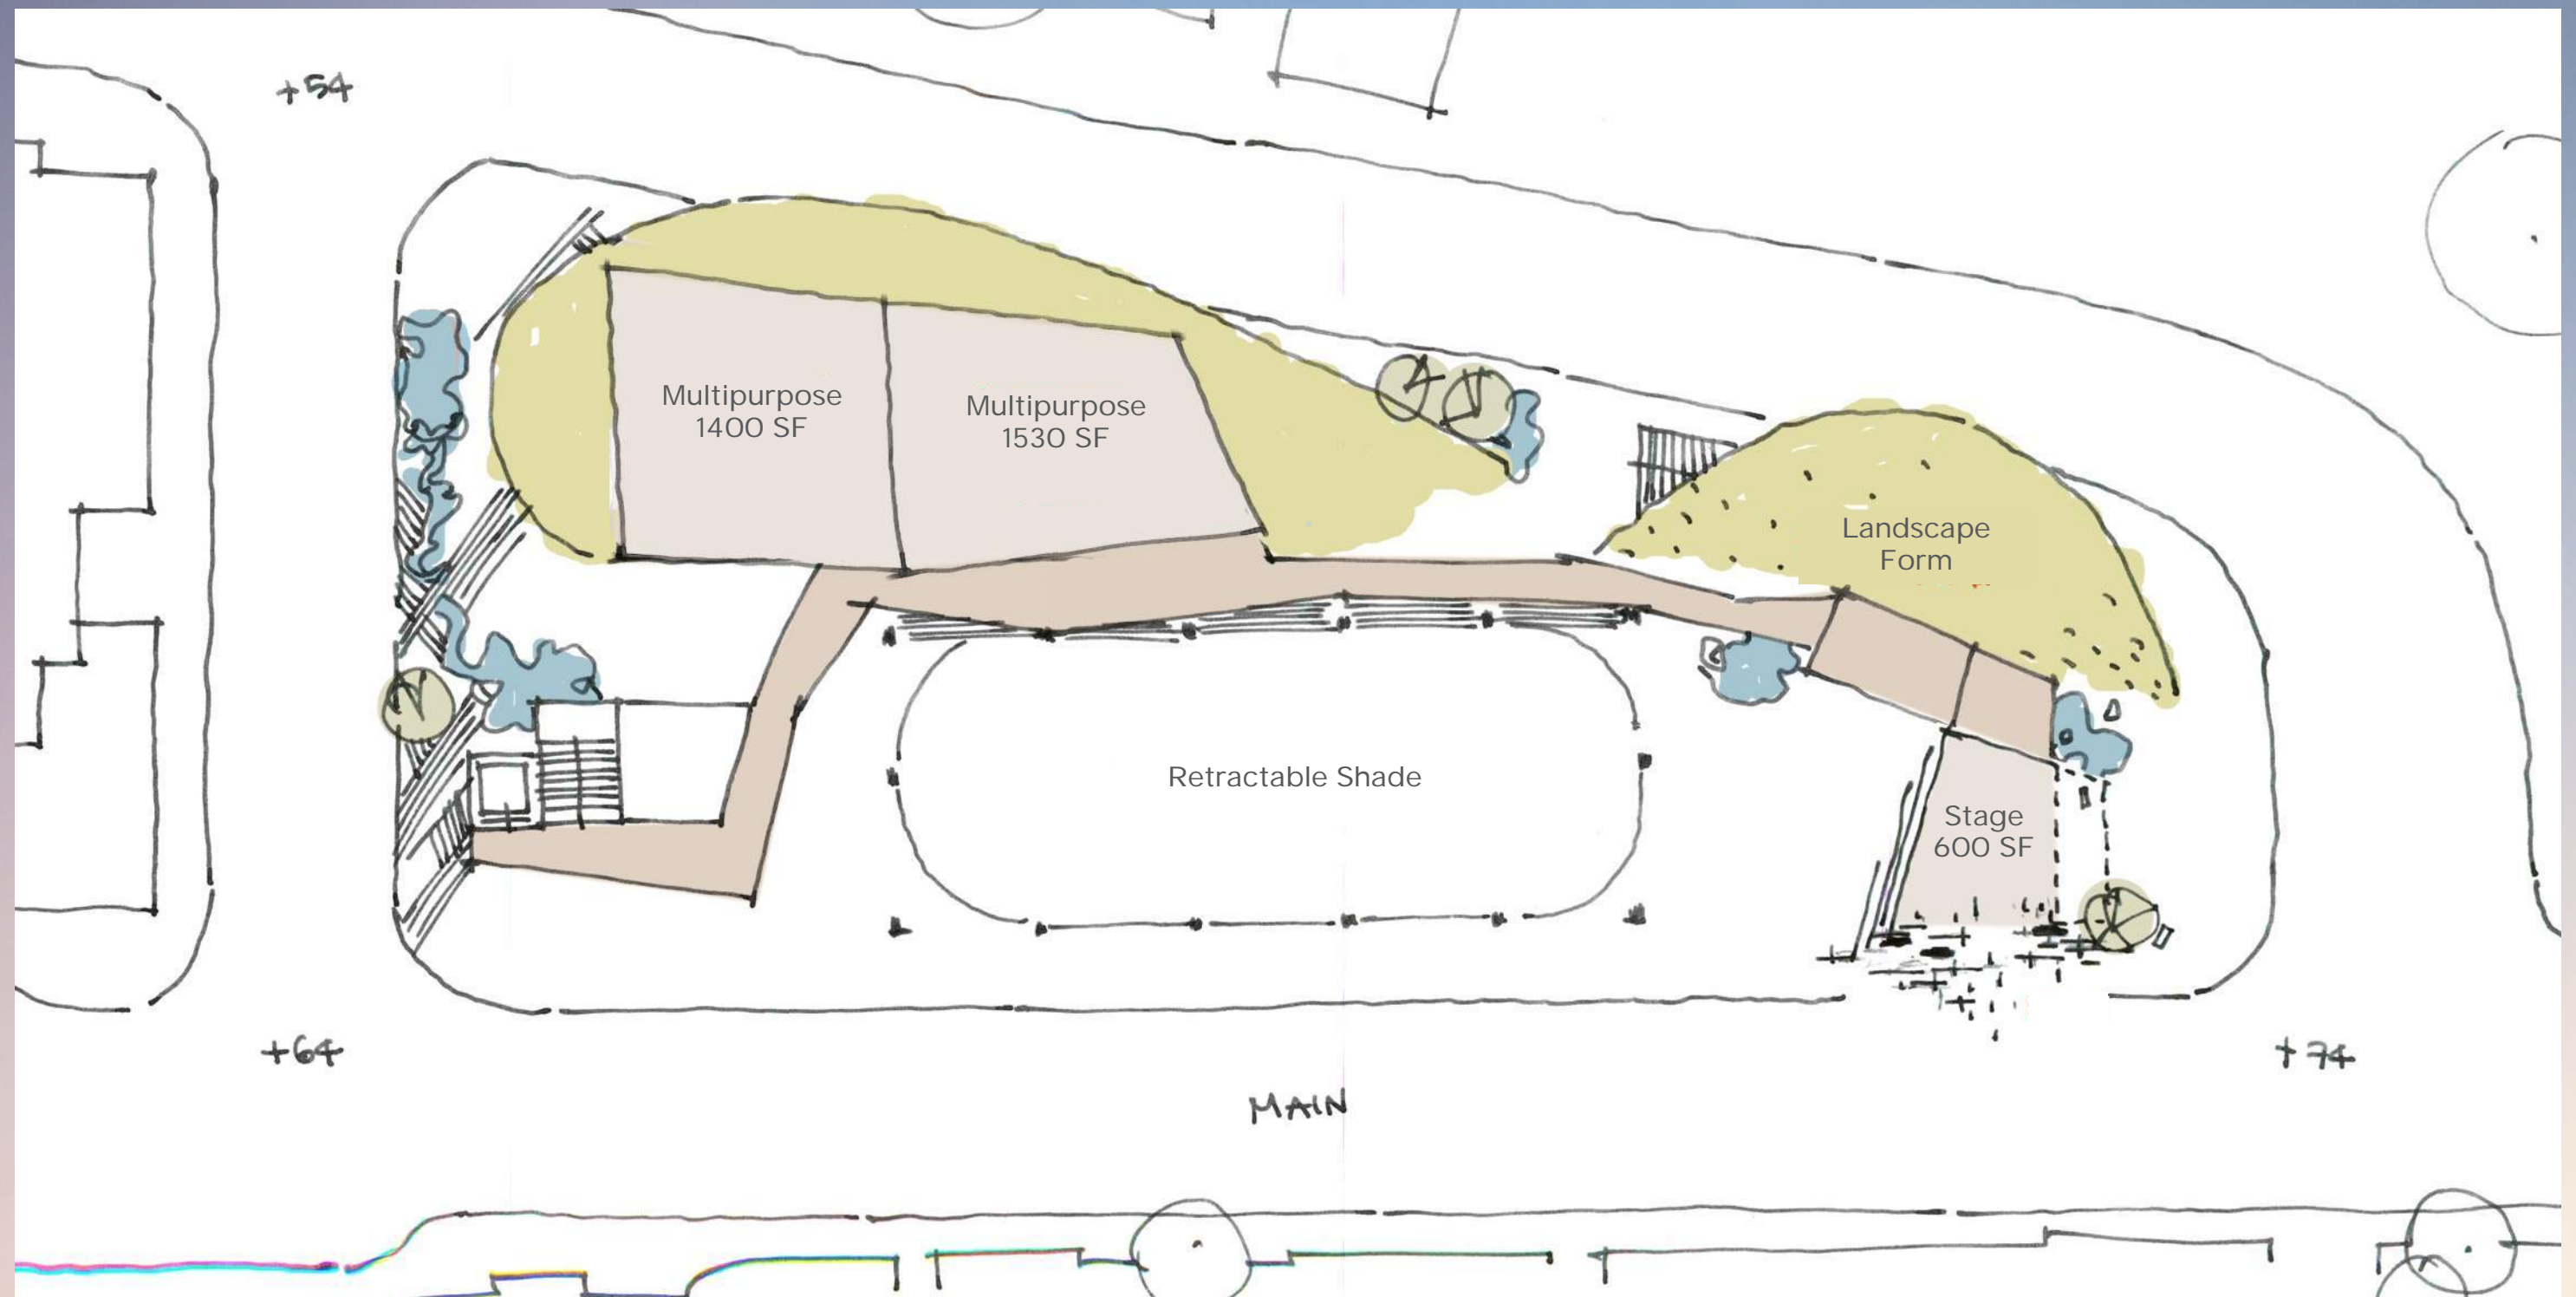 +54
Multipurpose
1400 SF
Multipurpose
1530 SF
Landscape
Form
Retractable Shade
Stage
600 SF
+64
+74
MAIN